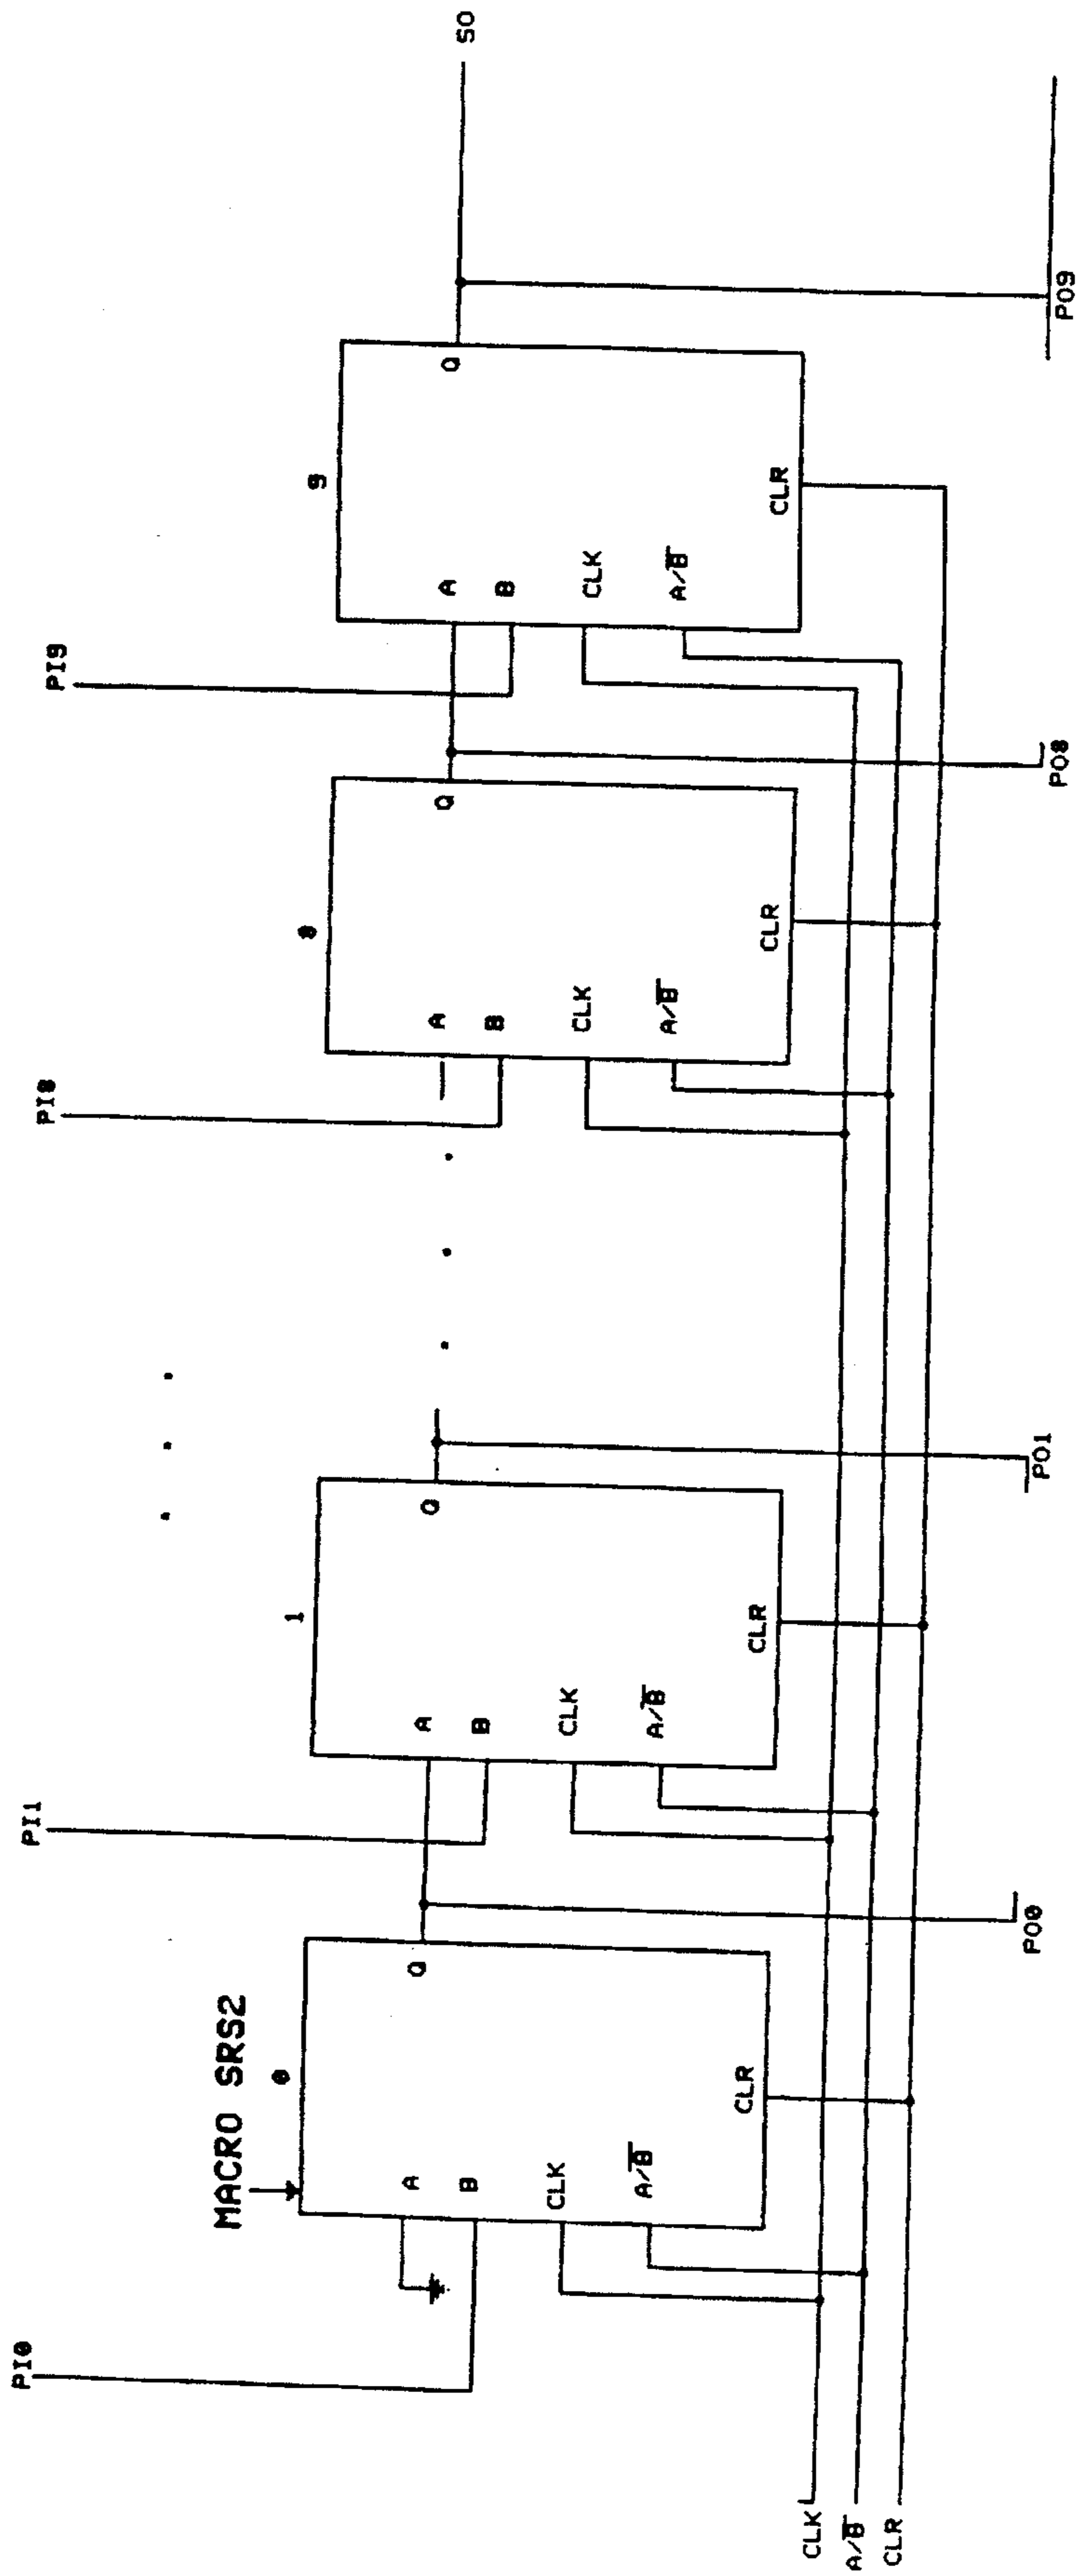 PI0
PI1
PI8
PI9
MACRO SRS2
0
1
8
9
A
B
CLK
A/B̅
CLR
Q
A
B
CLK
A/B̅
CLR
Q
A
B
CLK
A/B̅
CLR
Q
A
B
CLK
A/B̅
CLR
Q
SO
CLK
A/B̅
CLR
PO0
PO1
PO8
PO9